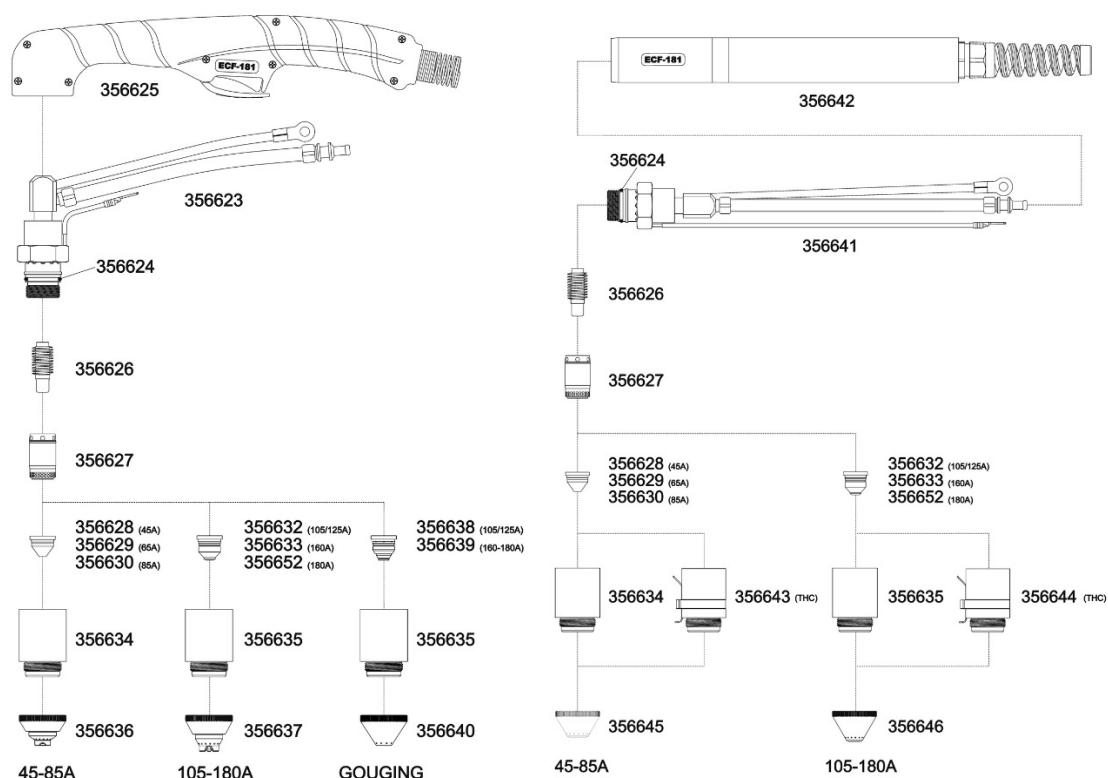 ECF-181
356625
356623
356624
356626
356627
356628 (45A)
356629 (65A)
356630 (85A)
356632 (105/125A)
356633 (160A)
356652 (180A)
356638 (105/125A)
356639 (160-180A)
356634
356635
356635
356636
356637
356640
45-85A
105-180A
GOUGING
ECF-181
356642
356624
356641
356626
356627
356628 (45A)
356629 (65A)
356630 (85A)
356632 (105/125A)
356633 (160A)
356652 (180A)
356634
356643 (THC)
356635
356644 (THC)
356645
356646
45-85A
105-180A